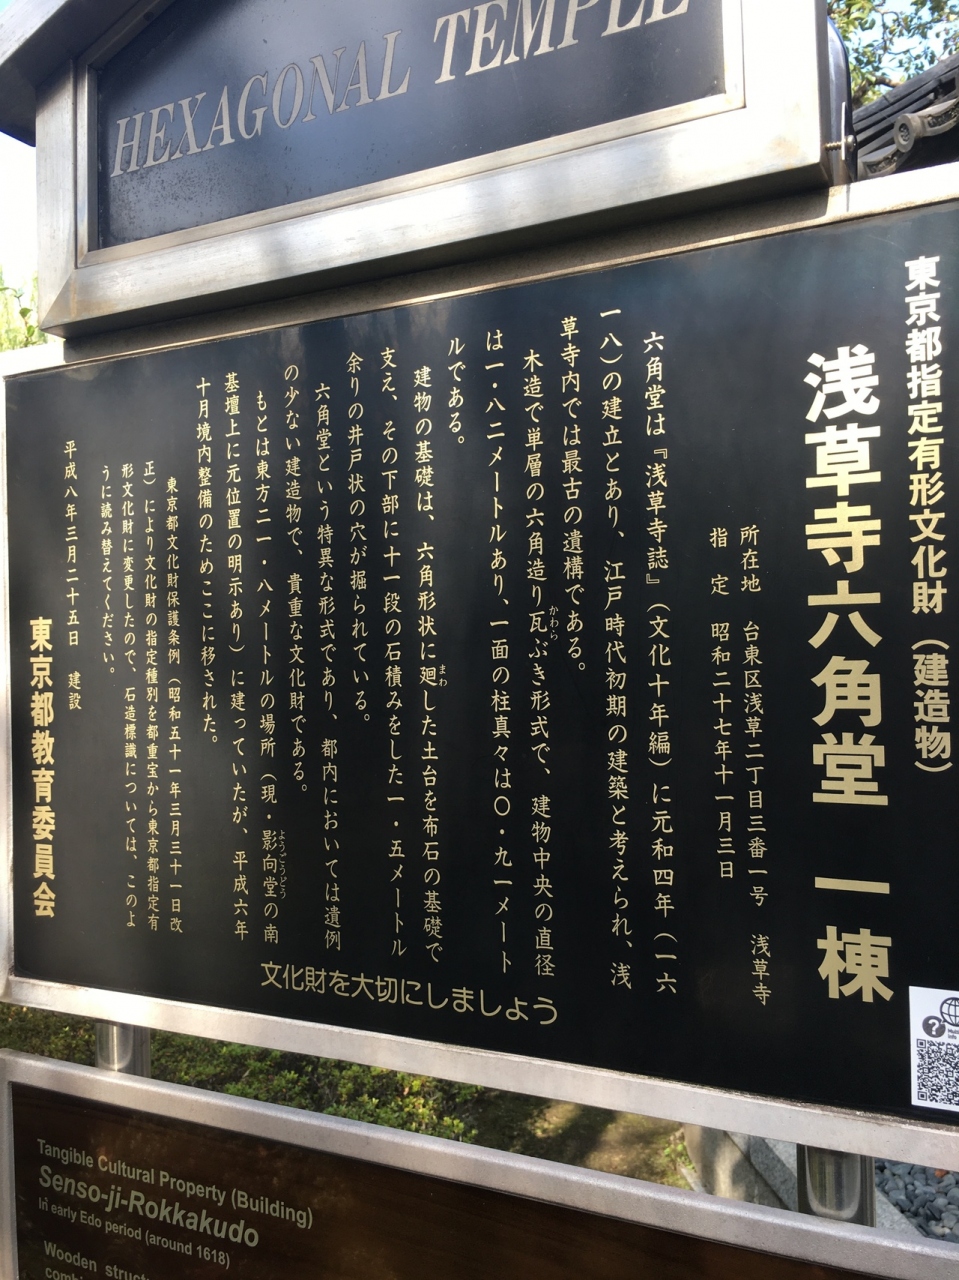 HEXAGONAL TEMPLE
東京都指定有形文化財（建造物）
浅草寺六角堂 一棟
所在地 台東区浅草二丁目三番一号 浅草寺
指定 昭和二十七年十一月三日
六角堂は『浅草寺誌』（文化十年編）に元和四年（一六
一八）の建立とあり、江戸時代初期の建築と考えられ、浅
草寺内では最古の遺構である。
木造で単層の六角造り瓦ぶき形式で、建物中央の直径
かわら
は一・八二メートルあり、一面の柱真々は〇・九一メート
ルである。
建物の基礎は、六角形状に廻した土台を布石の基礎で
まわ
支え、その下部に十一段の石積みをした一・五メートル
余りの井戸状の穴が掘られている。
六角堂という特異な形式であり、都内においては遺例
の少ない建造物で、貴重な文化財である。
もとは東方二一・八メートルの場所（現・影向堂の南
ようごうどう
基壇上に元位置の明示あり）に建っていたが、平成六年
十月境内整備のためここに移された。
東京都文化財保護条例（昭和五十一年三月三十一日改
正）により文化財の指定種別を都重宝から東京都指定有
形文化財に変更したので、石造標識については、このよ
うに読み替えてください。
平成八年三月二十五日 建設
東京都教育委員会
文化財を大切にしましょう
Tangible Cultural Property (Building)
Senso-ji-Rokkakudo
In early Edo period (around 1618)
Wooden